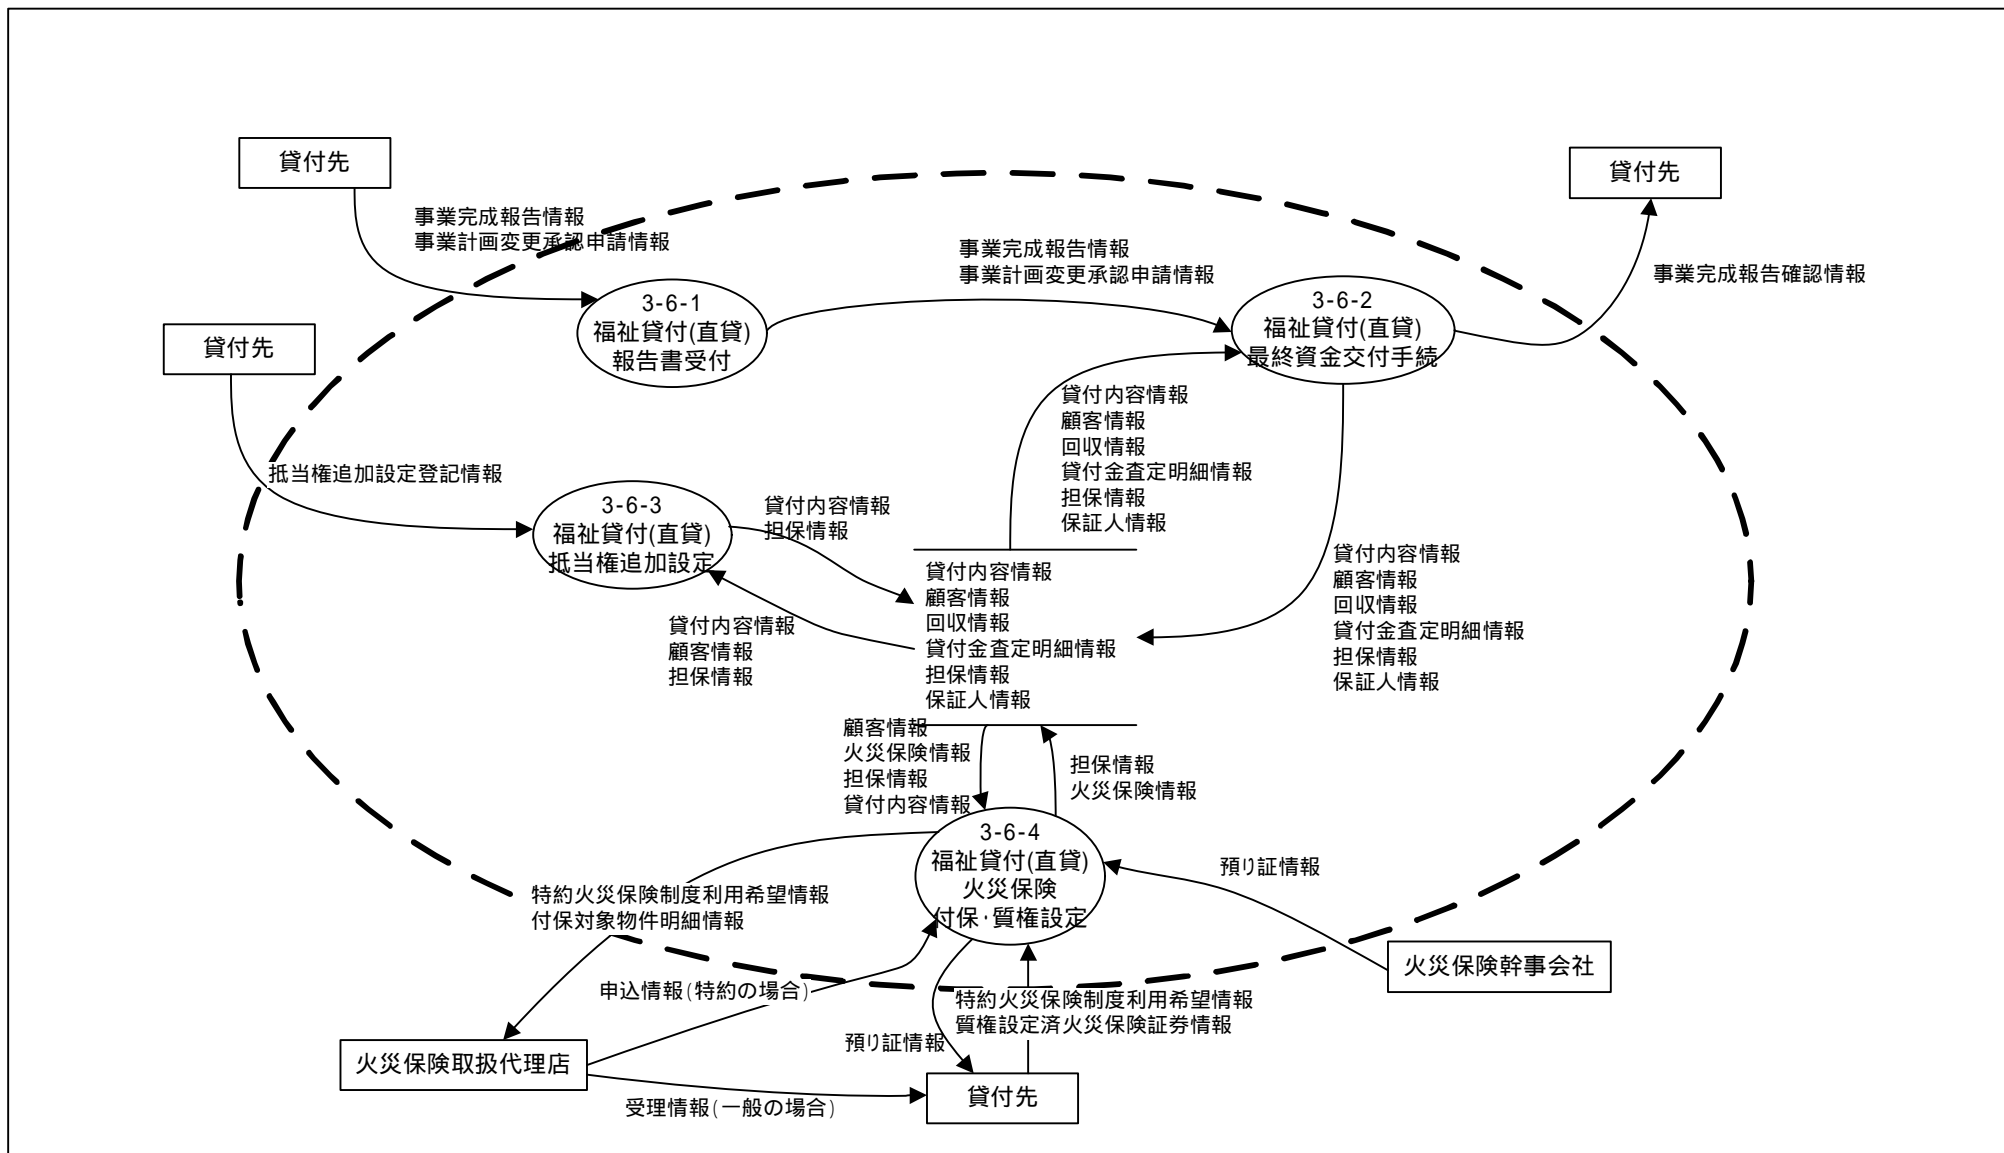 貸付先
貸付先
事業完成報告情報
事業計画変更承認申請情報
事業完成報告情報
事業計画変更承認申請情報
事業完成報告確認情報
3-6-1
福祉貸付(直貸)
報告書受付
3-6-2
福祉貸付(直貸)
最終資金交付手続
貸付先
貸付内容情報
顧客情報
回収情報
貸付金査定明細情報
担保情報
保証人情報
抵当権追加設定登記情報
3-6-3
福祉貸付(直貸)
抵当権追加設定
貸付内容情報
担保情報
貸付内容情報
顧客情報
回収情報
貸付金査定明細情報
担保情報
保証人情報
貸付内容情報
顧客情報
回収情報
貸付金査定明細情報
担保情報
保証人情報
貸付内容情報
顧客情報
担保情報
顧客情報
火災保険情報
担保情報
貸付内容情報
担保情報
火災保険情報
3-6-4
福祉貸付(直貸)
火災保険
付保・質権設定
預り証情報
特約火災保険制度利用希望情報
付保対象物件明細情報
火災保険幹事会社
申込情報(特約の場合)
特約火災保険制度利用希望情報
質権設定済火災保険証券情報
預り証情報
火災保険取扱代理店
貸付先
受理情報(一般の場合)